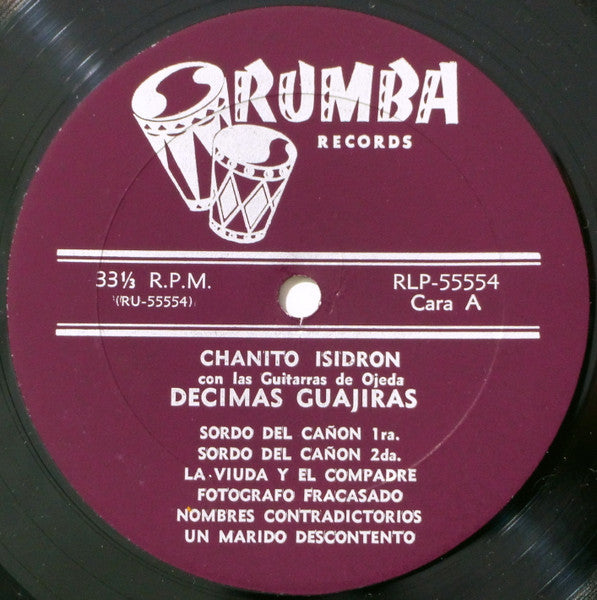 RUMBA
RECORDS
33⅓ R.P.M.
(RU-55554)
RLP-55554
Cara A
CHANITO ISIDRON
con las Guitarras de Ojeda
DECIMAS GUAJIRAS
SORDO DEL CAÑON 1ra.
SORDO DEL CAÑON 2da.
LA VIUDA Y EL COMPADRE
FOTOGRAFO FRACASADO
NOMBRES CONTRADICTORIOS
UN MARIDO DESCONTENTO